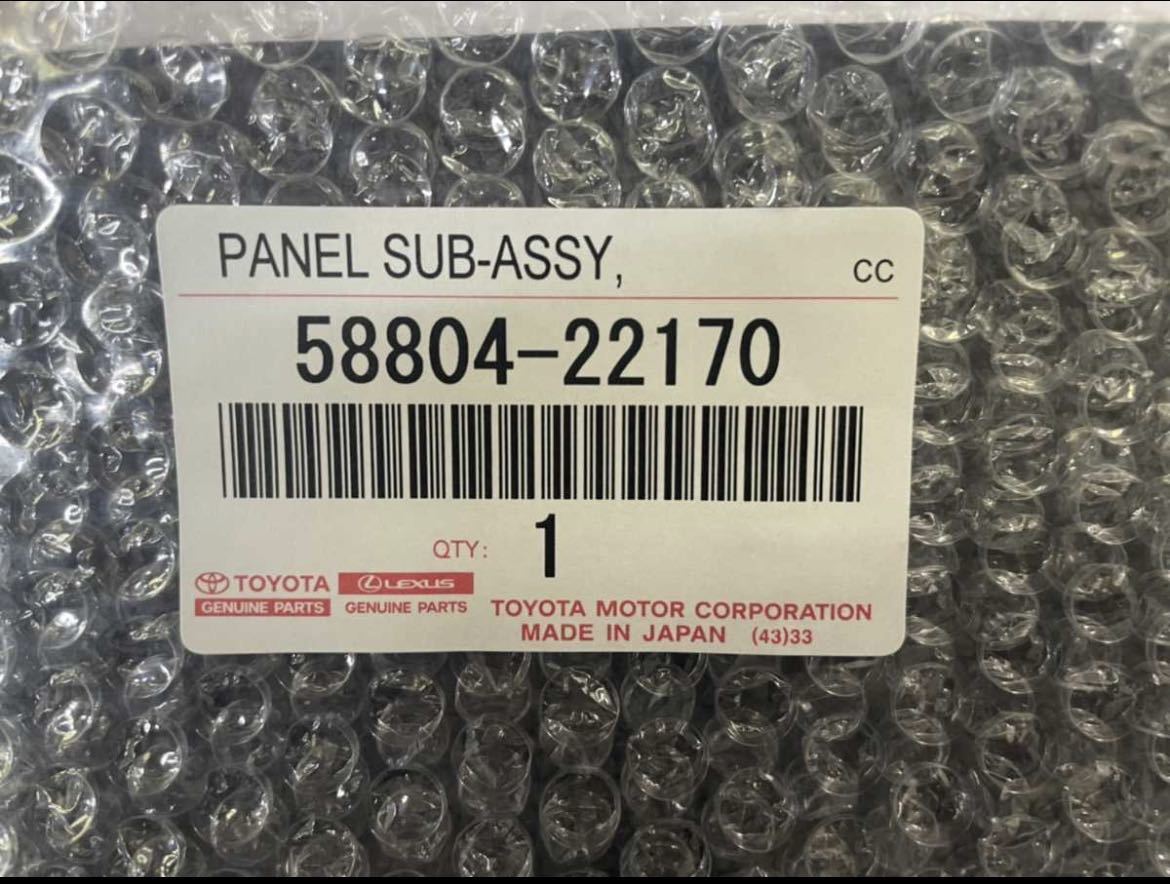 PANEL SUB-ASSY,
CC
58804-22170
QTY: 1
TOYOTA
GENUINE PARTS
LEXUS
GENUINE PARTS
TOYOTA MOTOR CORPORATION
MADE IN JAPAN (43)33